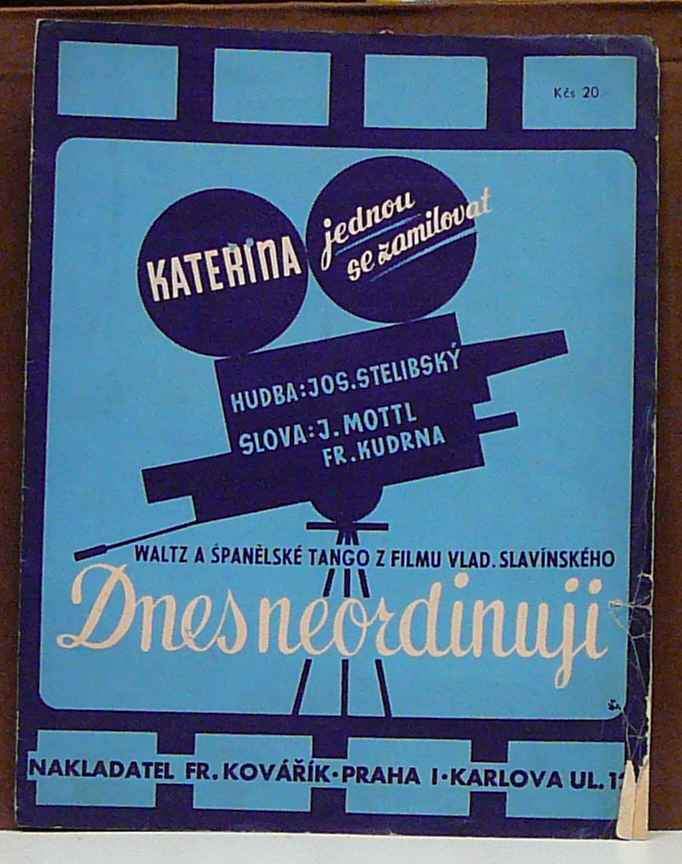 Kčs 20.-
KATEŘINA
jednou
se zamilovat
HUDBA: JOS. STELIBSKÝ
SLOVA: J. MOTTL
FR. KUDRNA
WALTZ A ŠPANĚLSKÉ TANGO Z FILMU VLAD. SLAVÍNSKÉHO
Dnes neordinuji
NAKLADATEL FR. KOVÁŘÍK • PRAHA I • KARLOVA UL.